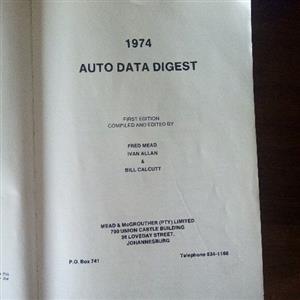 1974
AUTO DATA DIGEST
FIRST EDITION
COMPILED AND EDITED BY
FRED MEAD
IVAN ALLAN
&
BILL CALCUTT
MEAD & McGROUTHER (PTY) LIMITED
700 UNION CASTLE BUILDING
36 LOVEDAY STREET,
JOHANNESBURG
P.O. Box 741
Telephone 834-1166